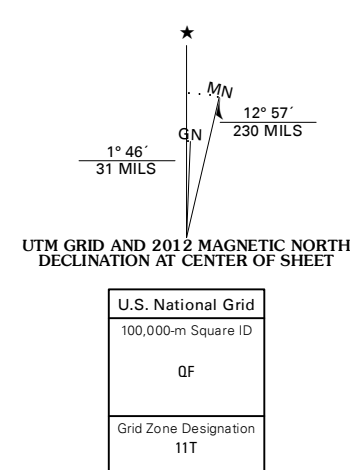 ★
MN
12° 57´
230 MILS
GN
1° 46´
31 MILS
UTM GRID AND 2012 MAGNETIC NORTH
DECLINATION AT CENTER OF SHEET
U.S. National Grid
100,000-m Square ID
QF
Grid Zone Designation
11T